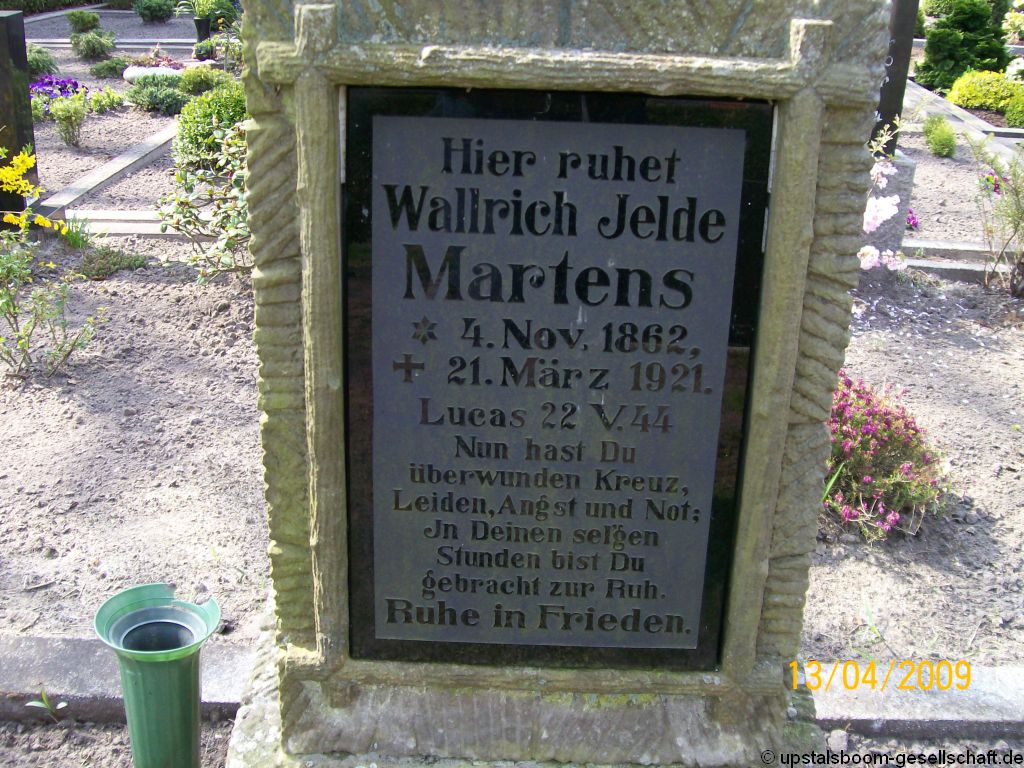 Hier ruhet
Wallrich Jelde
Martens
* 4. Nov. 1862,
+ 21. März 1921.
Lucas 22 V. 44
Nun hast Du
überwunden Kreuz,
Leiden, Angst und Not;
Jn Deinen sel'gen
Stunden bist Du
gebracht zur Ruh.
Ruhe in Frieden.
13/04/2009
© upstalsboom-gesellschaft.de